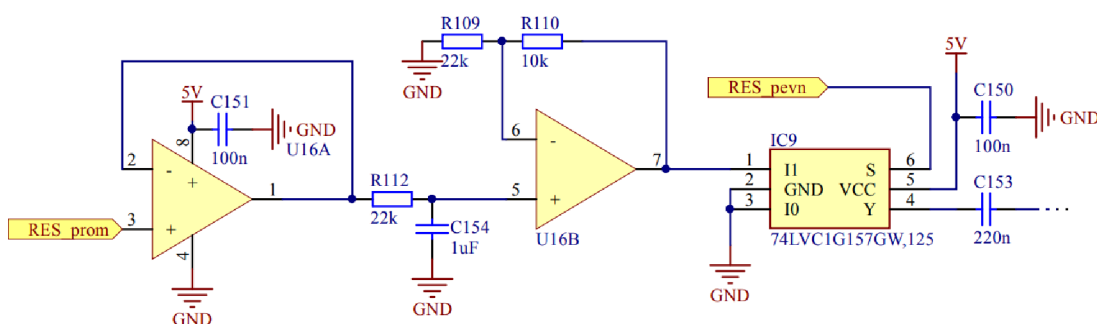 R109
22k
GND
R110
10k
5V
C151
100n
GND
U16A
8
2
-
+
1
3
+
4
RES_prom
GND
R112
22k
C154
1uF
GND
6
-
5
+
7
U16B
RES_pevn
5V
C150
100n
GND
IC9
1
I1
S
6
2
GND
VCC
5
3
I0
Y
4
74LVC1G157GW,125
GND
C153
220n